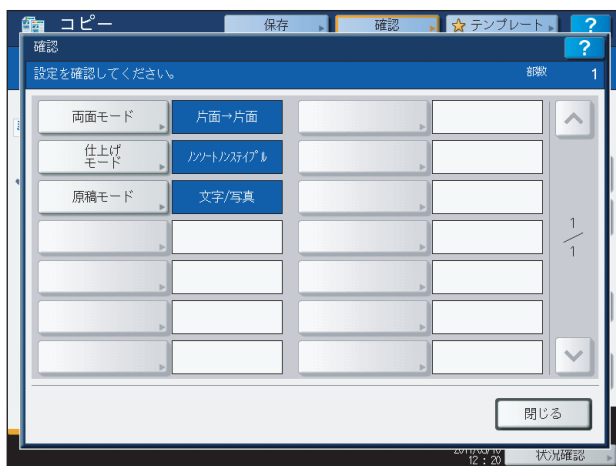 コピー
保存
確認
テンプレート
?
確認
?
設定を確認してください。
部数 1
両面モード
片面→片面
仕上げ
モード
ノンソートノンステイプル
原稿モード
文字/写真
1
1
閉じる
12:20
状況確認